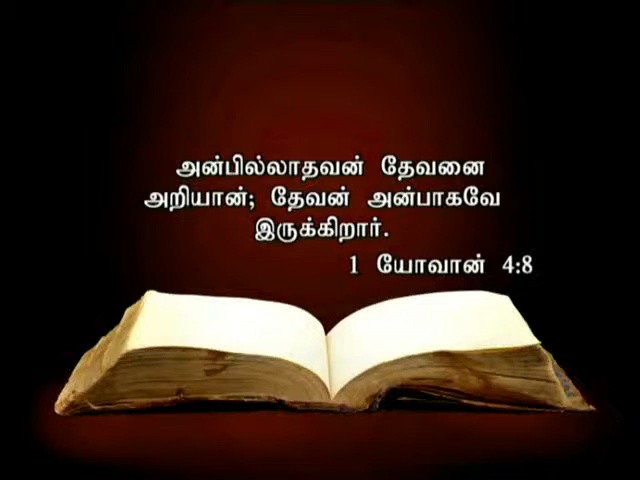 அன்பில்லாதவன் தேவனை
அறியான்; தேவன் அன்பாகவே
இருக்கிறார்.
1 யோவான் 4:8